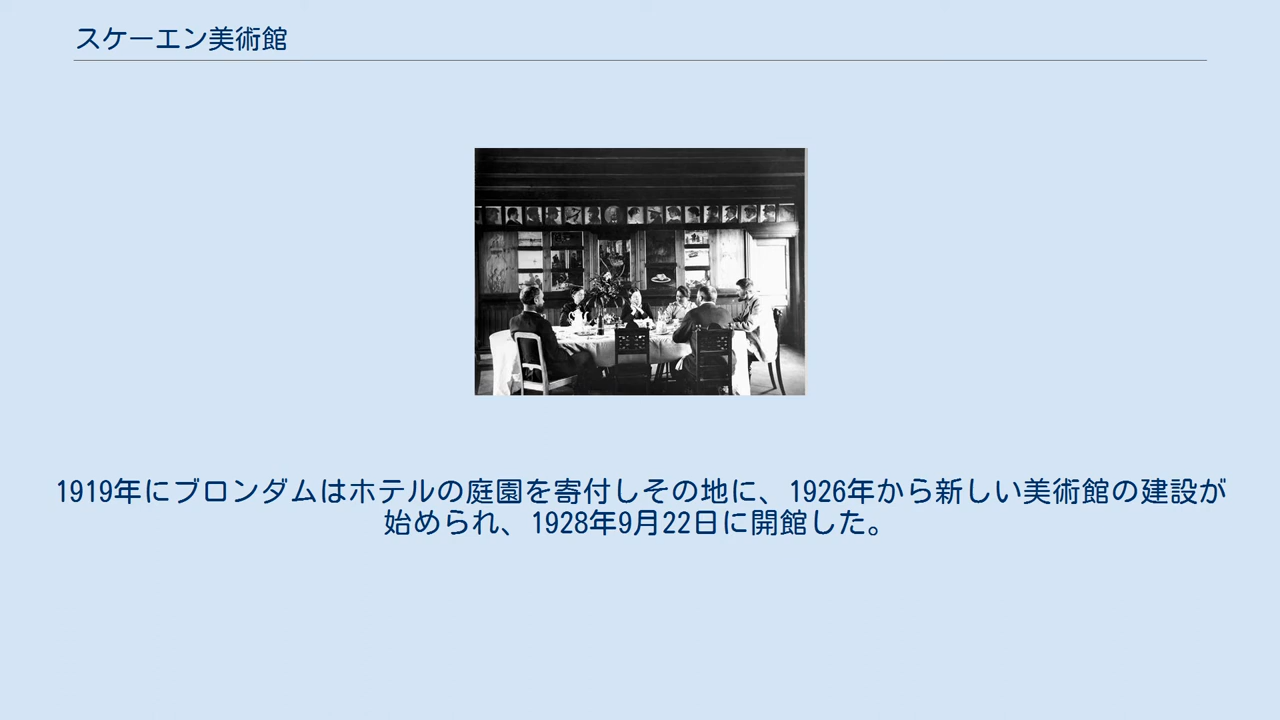 スケーエン美術館
1919年にブロンダムはホテルの庭園を寄付しその地に、1926年から新しい美術館の建設が
始められ、1928年9月22日に開館した。